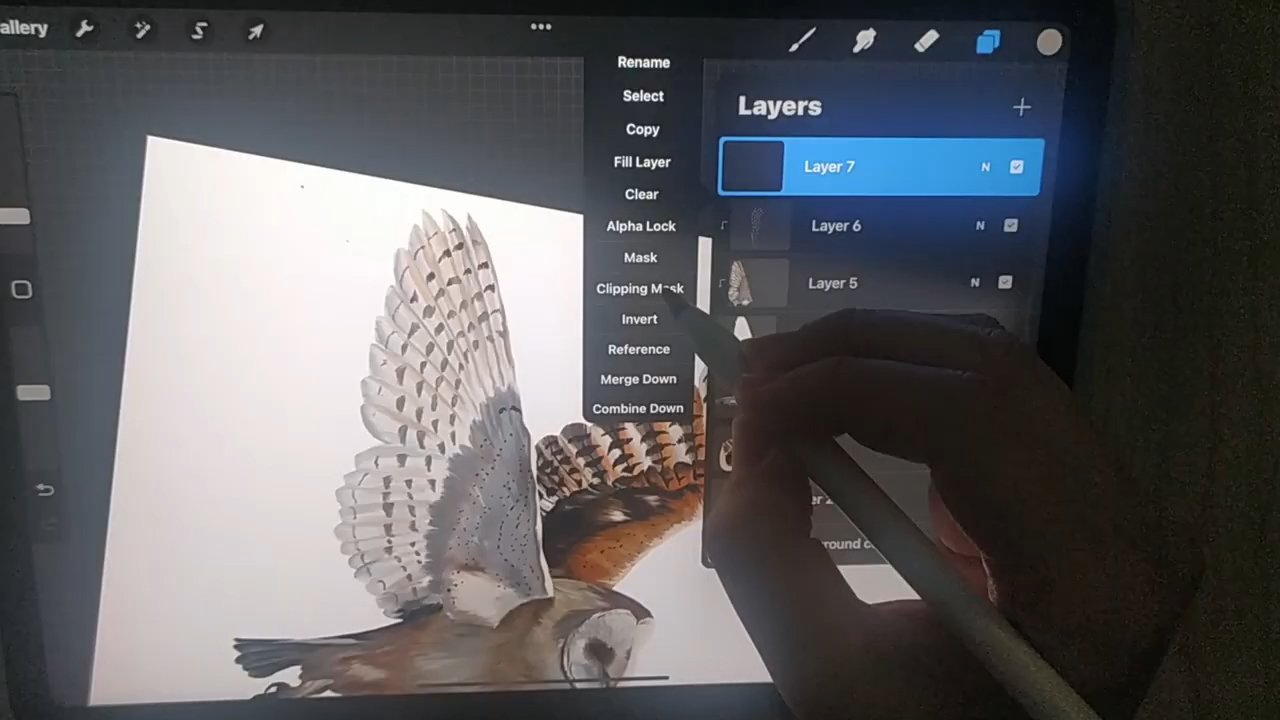 allery
Rename
Select
Copy
Fill Layer
Clear
Alpha Lock
Mask
Clipping Mask
Invert
Reference
Merge Down
Combine Down
Layers
Layer 7 N
Layer 6 N
Layer 5 N